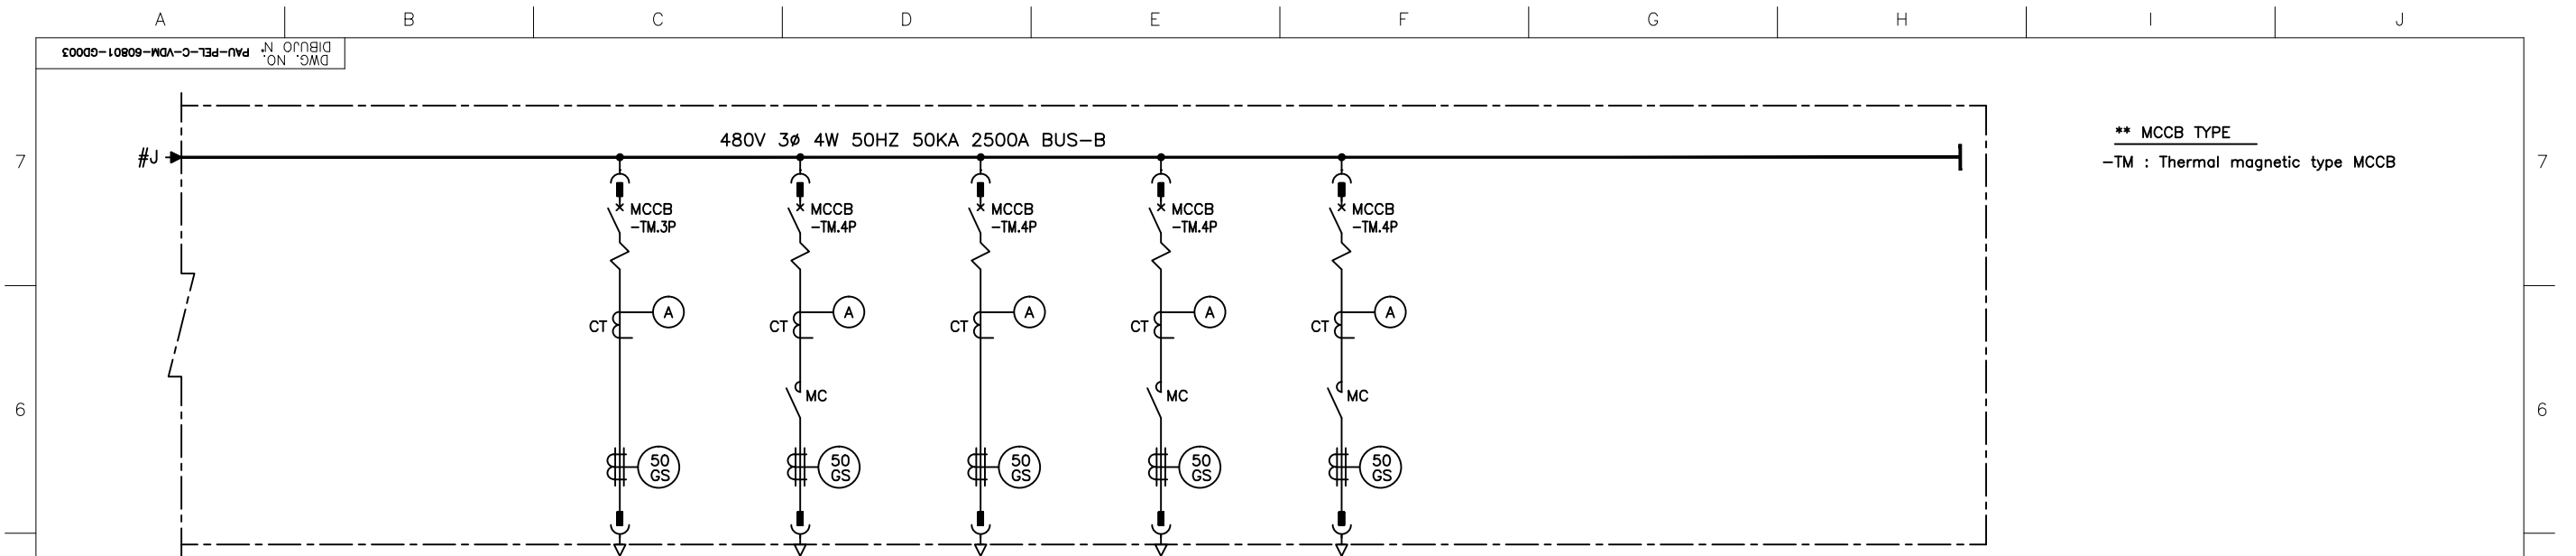 A B C D E F G H I J
DWG. NO.
DIBUJO N° PAU-PEL-C-VDM-60801-GD003
480V 3ø 4W 50HZ 50KA 2500A BUS-B
** MCCB TYPE
7 #J 7
-TM : Thermal magnetic type MCCB
MCCB MCCB MCCB MCCB MCCB
-TM.3P -TM.4P -TM.4P -TM.4P -TM.4P
A A A A A
CT CT CT CT CT
MC MC MC
6 6
50 50 50 50 50
GS GS GS GS GS